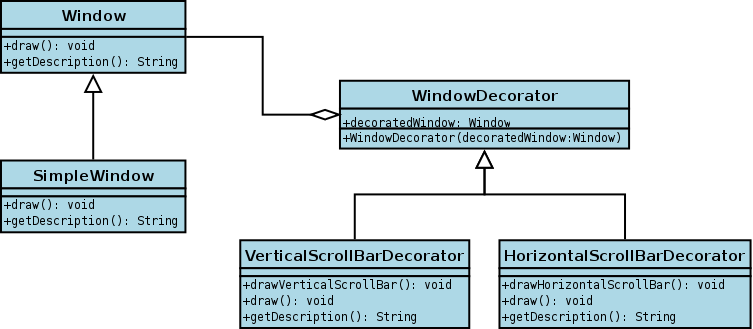 Window
+draw(): void
+getDescription(): String
WindowDecorator
+decoratedWindow: Window
+WindowDecorator(decoratedWindow:Window)
SimpleWindow
+draw(): void
+getDescription(): String
VerticalScrollBarDecorator
+drawVerticalScrollBar(): void
+draw(): void
+getDescription(): String
HorizontalScrollBarDecorator
+drawHorizontalScrollBar(): void
+draw(): void
+getDescription(): String